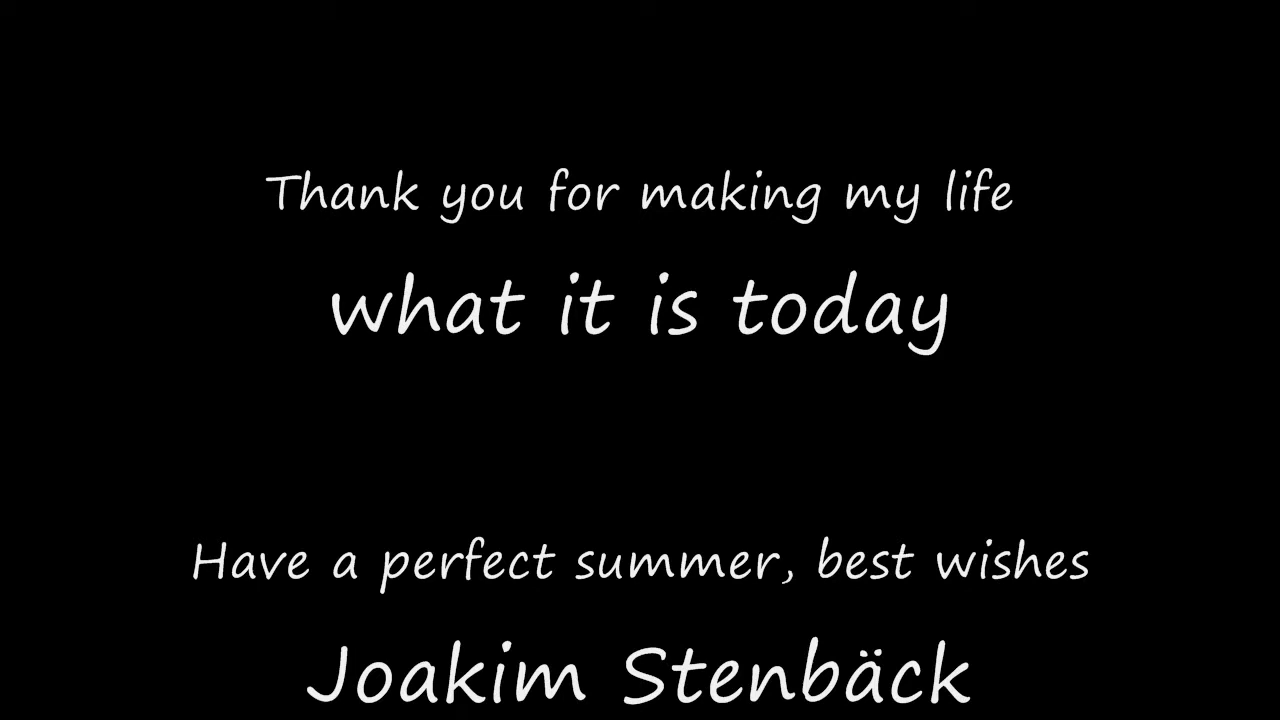 Thank you for making my life
what it is today
Have a perfect summer, best wishes
Joakim Stenbäck